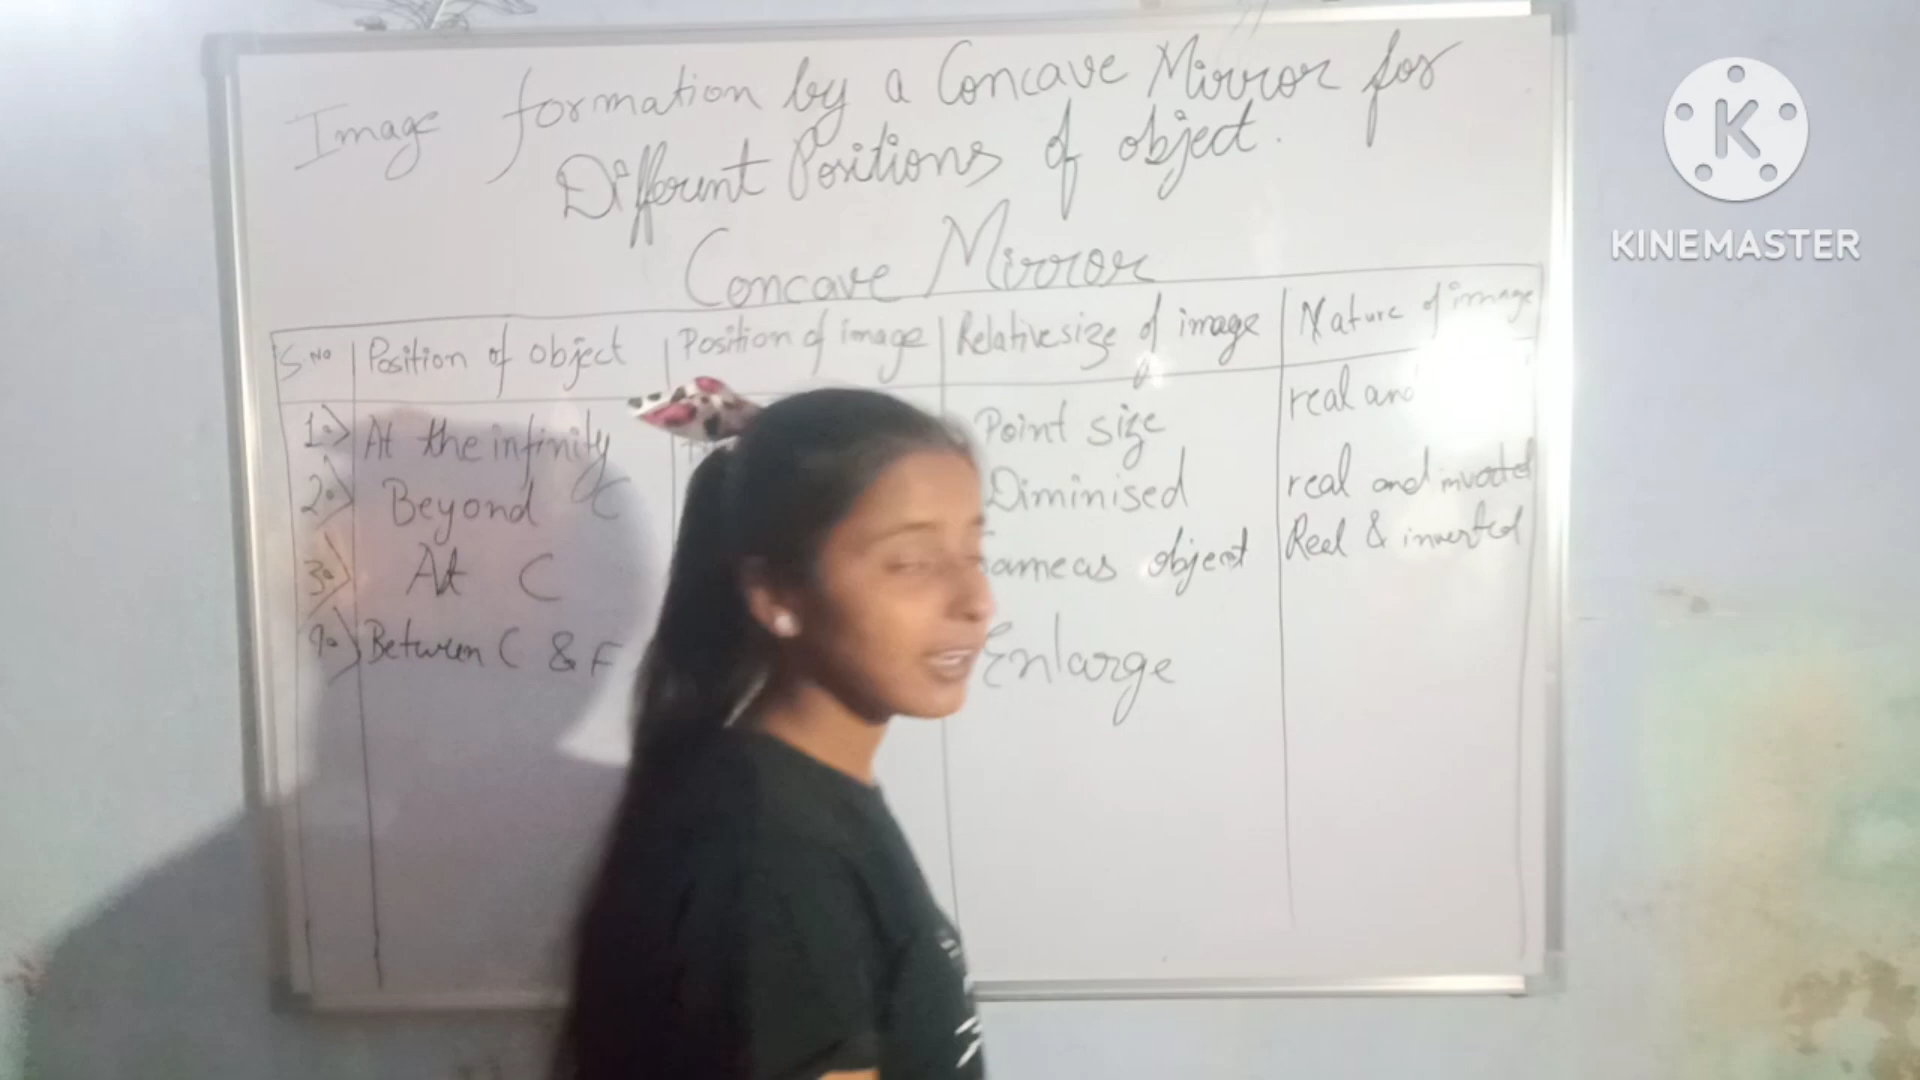 Image formation by a Concave Mirror for
Different Positions of object.
Concave Mirror
S.No Position of object Position of image Relative size of image Nature of image
1.) At the infinity Point size real and
2.) Beyond C Diminised real and
3.) At C Same as object Real & inverted
4.) Between C & F Enlarge
K
KINEMASTER